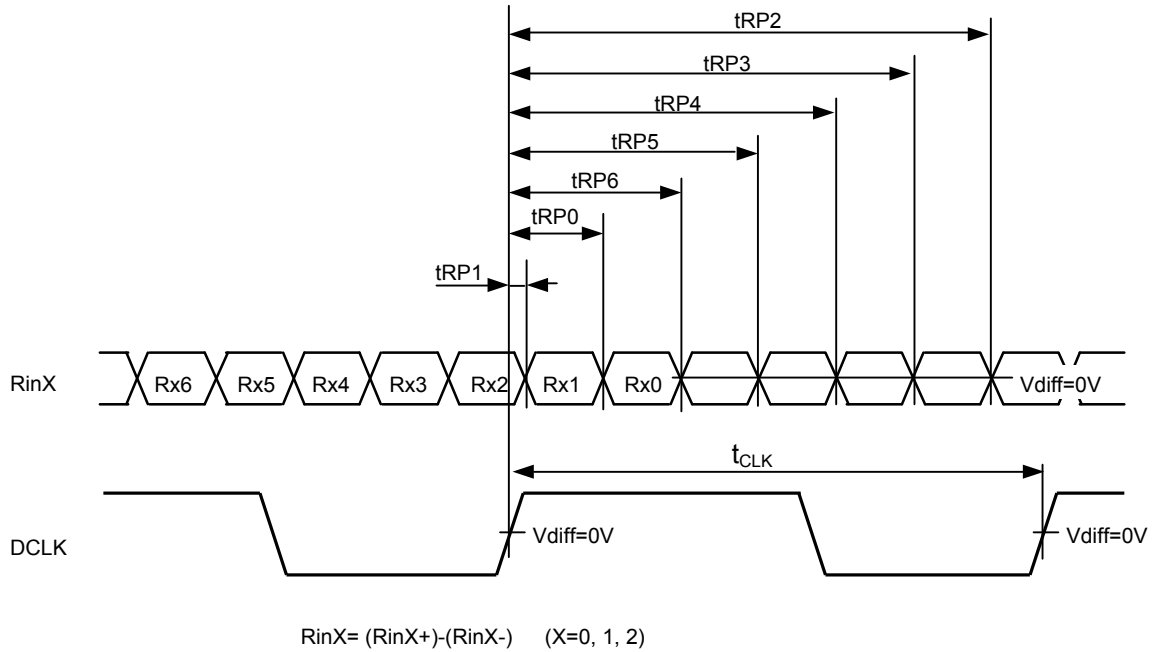 tRP2
tRP3
tRP4
tRP5
tRP6
tRP0
tRP1
RinX Rx6 Rx5 Rx4 Rx3 Rx2 Rx1 Rx0 Vdiff=0V
tCLK
DCLK Vdiff=0V Vdiff=0V
RinX= (RinX+)-(RinX-) (X=0, 1, 2)